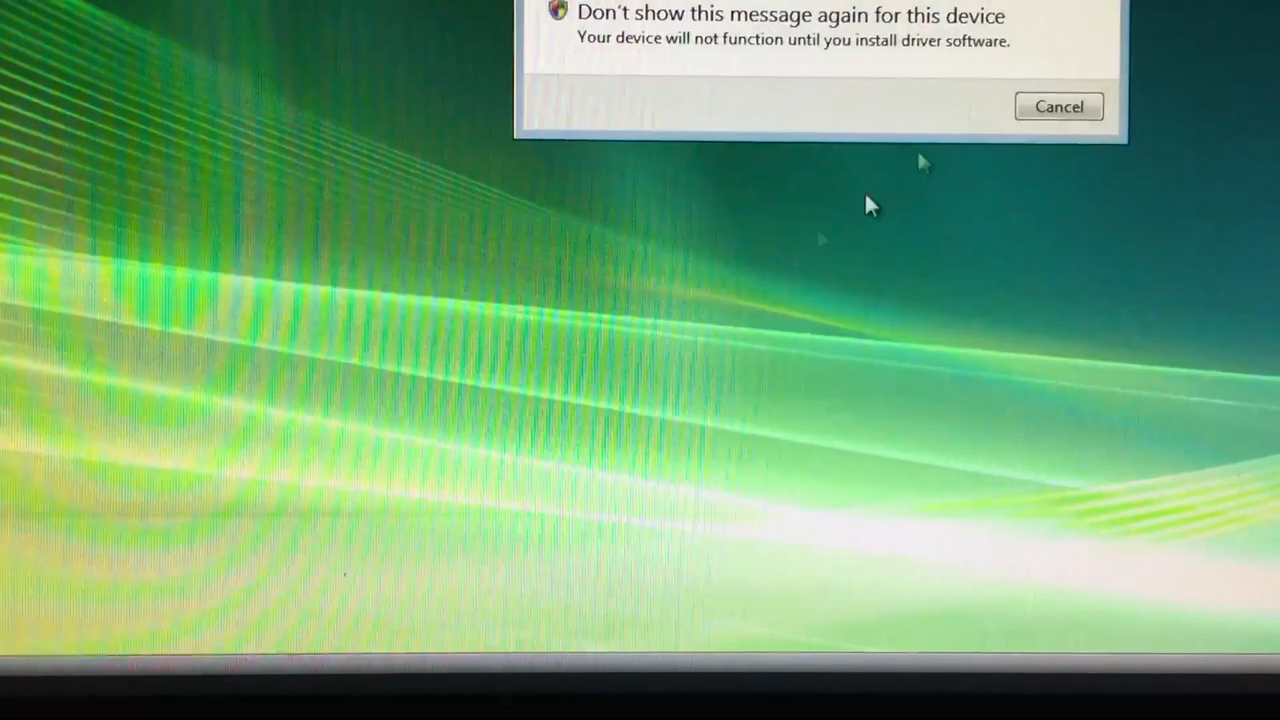 Don't show this message again for this device
Your device will not function until you install driver software.
Cancel